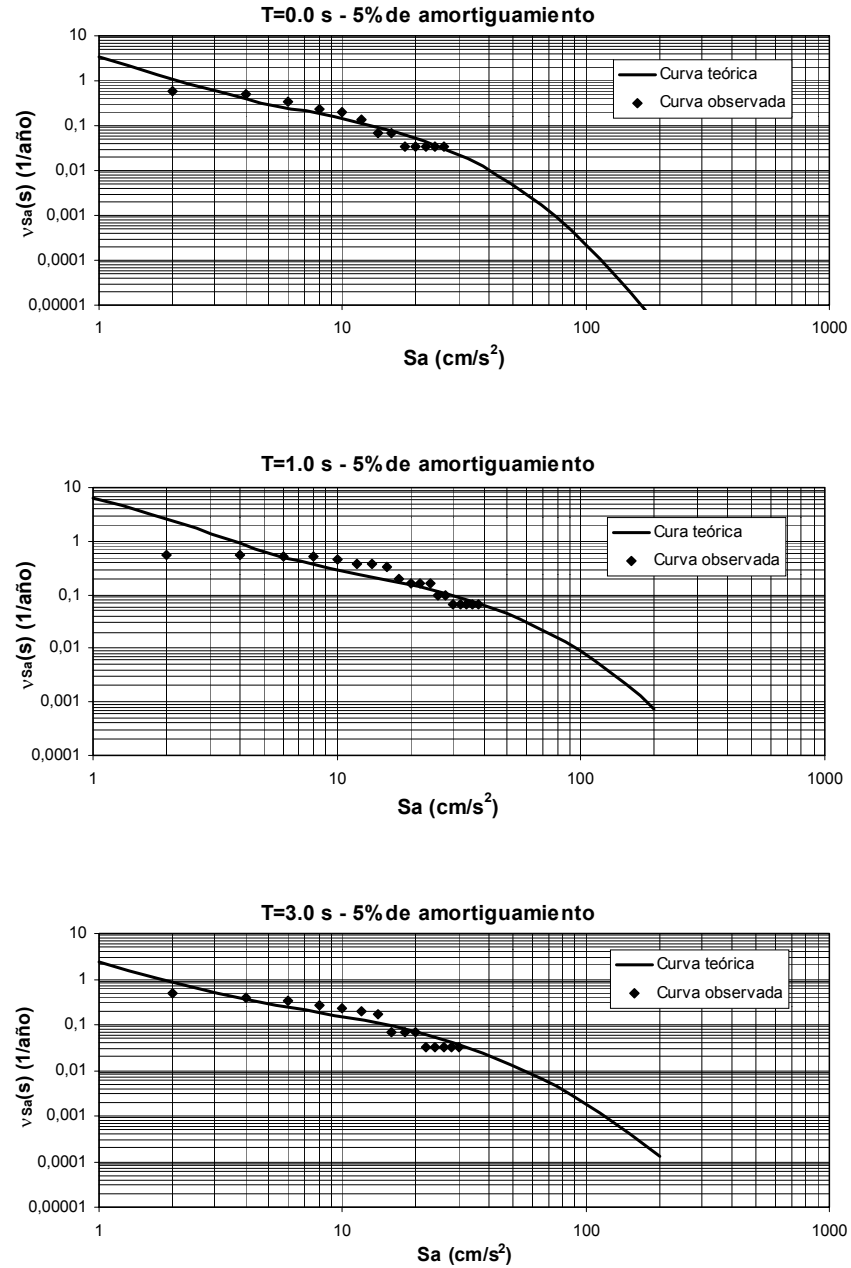 T=0.0 s - 5% de amortiguamiento
10
1
0,1
0,01
0,001
0,0001
0,00001
νSa(s) (1/año)
Curva teórica
Curva observada
1 10 100 1000
Sa (cm/s²)
T=1.0 s - 5% de amortiguamiento
10
1
0,1
0,01
0,001
0,0001
νSa(s) (1/año)
Cura teórica
Curva observada
1 10 100 1000
Sa (cm/s²)
T=3.0 s - 5% de amortiguamiento
10
1
0,1
0,01
0,001
0,0001
0,00001
νSa(s) (1/año)
Curva teórica
Curva observada
1 10 100 1000
Sa (cm/s²)